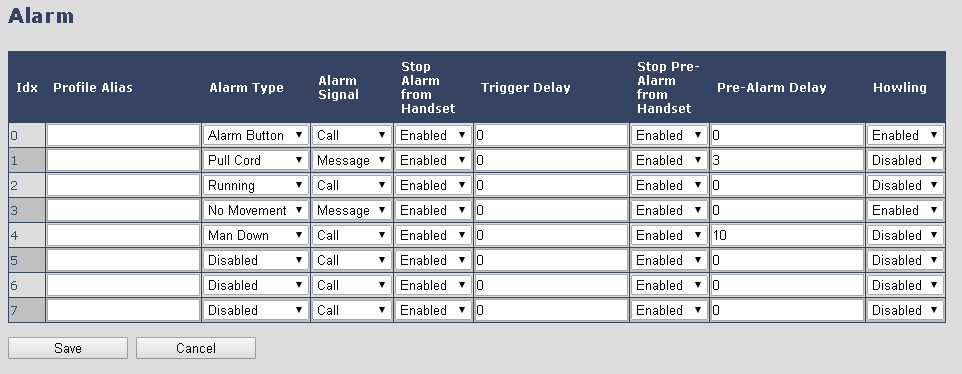 Alarm
Idx Profile Alias Alarm Type Alarm Signal Stop Alarm from Handset Trigger Delay Stop Pre-Alarm from Handset Pre-Alarm Delay Howling
0 Alarm Button Call Enabled 0 Enabled 0 Enabled
1 Pull Cord Message Enabled 0 Enabled 3 Disabled
2 Running Call Enabled 0 Enabled 0 Disabled
3 No Movement Message Enabled 0 Enabled 0 Enabled
4 Man Down Call Enabled 0 Enabled 10 Disabled
5 Disabled Call Enabled 0 Enabled 0 Disabled
6 Disabled Call Enabled 0 Enabled 0 Disabled
7 Disabled Call Enabled 0 Enabled 0 Disabled
Save Cancel